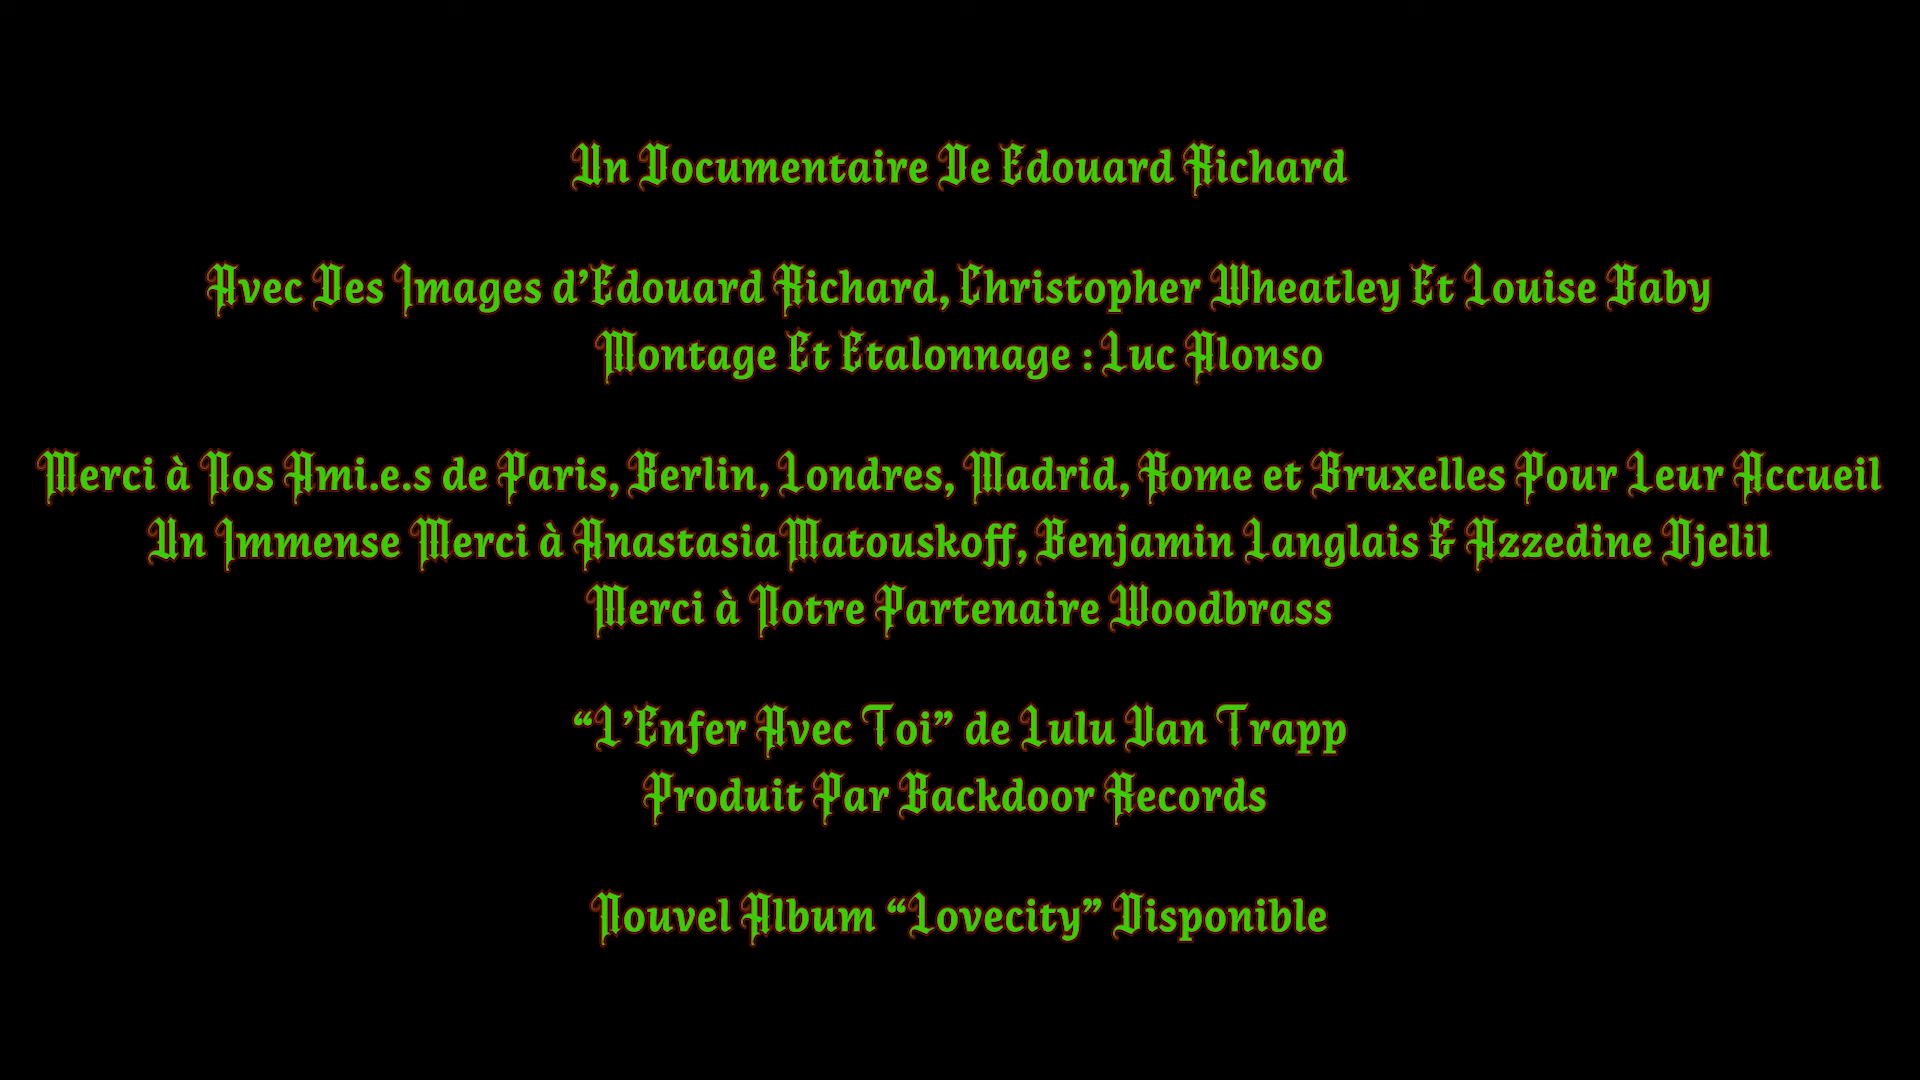 Un Documentaire De Edouard Richard
Avec Des Images d’Edouard Richard, Christopher Wheatley Et Louise Baby
Montage Et Etalonnage : Luc Alonso
Merci à Nos Ami.e.s de Paris, Berlin, Londres, Madrid, Rome et Bruxelles Pour Leur Accueil
Un Immense Merci à Anastasia Matouskoff, Benjamin Langlais & Azzedine Djelil
Merci à Notre Partenaire Woodbrass
“L’Enfer Avec Toi” de Lulu Van Trapp
Produit Par Backdoor Records
Nouvel Album “Lovecity” Disponible